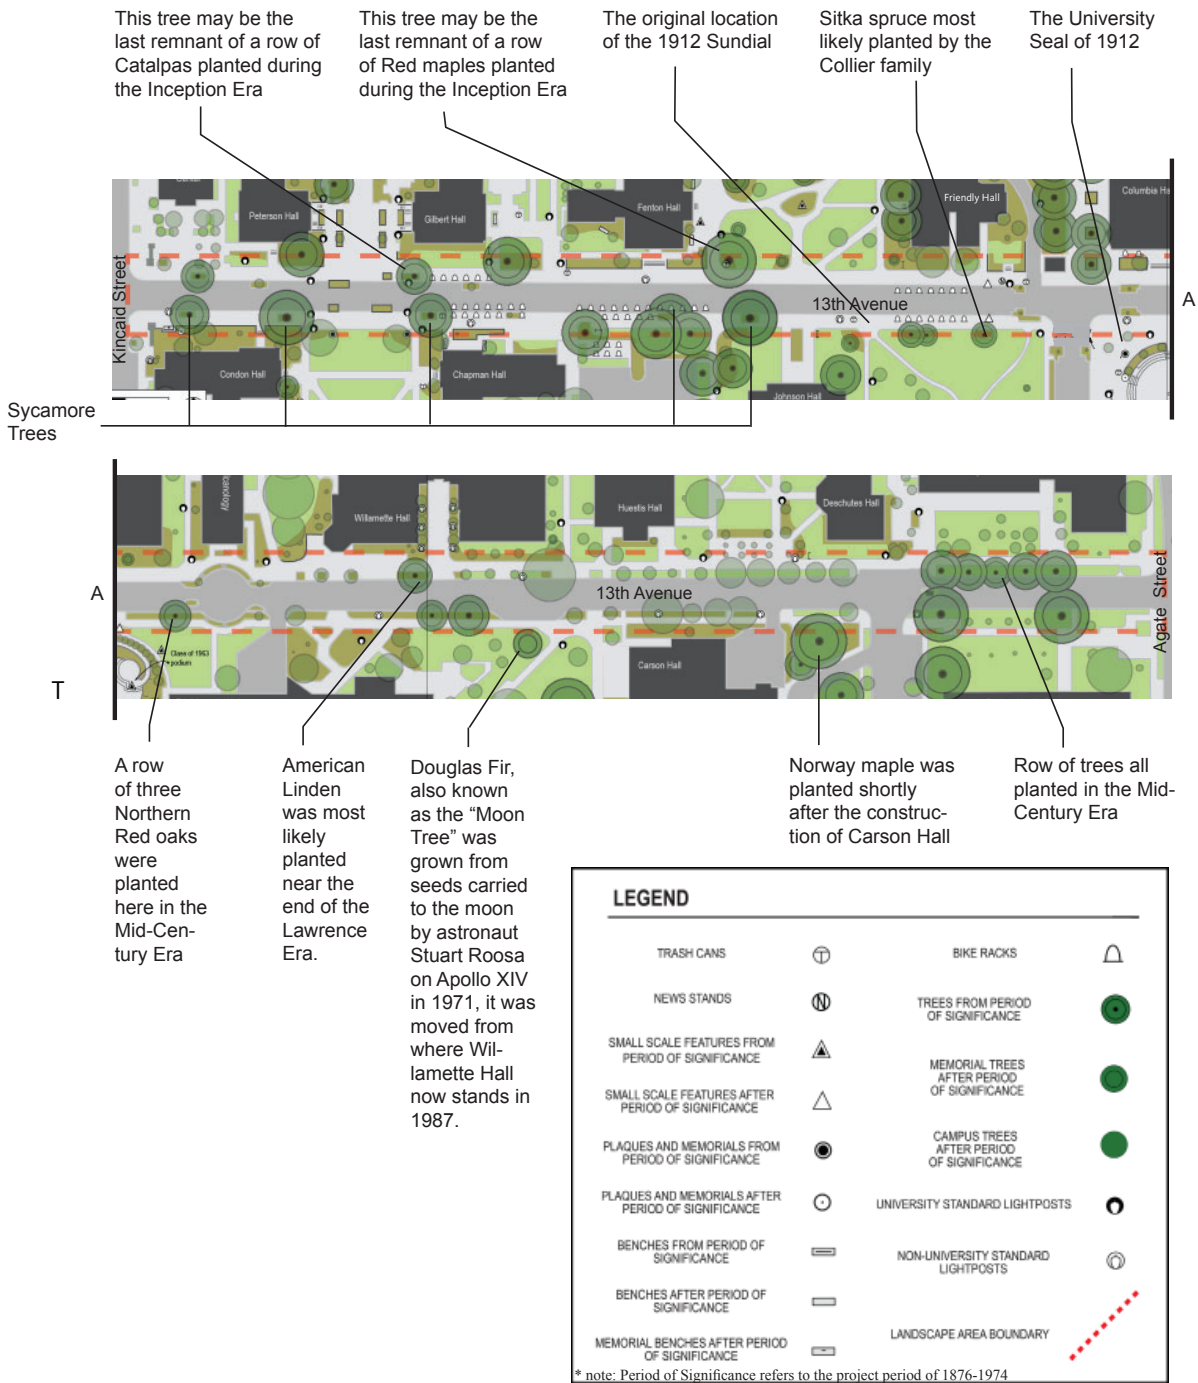 This tree may be the
last remnant of a row of
Catalpas planted during
the Inception Era
This tree may be the
last remnant of a row
of Red maples planted
during the Inception Era
The original location
of the 1912 Sundial
Sitka spruce most
likely planted by the
Collier family
The University
Seal of 1912
Peterson Hall
Gilbert Hall
Fenton Hall
Friendly Hall
Columbia Ha
Kincaid Street
13th Avenue
A
Condon Hall
Chapman Hall
Johnson Hall
Sycamore
Trees
Willamette Hall
Huestis Hall
Deschutes Hall
A
13th Avenue
Agate Street
Class of 1953
podium
Carson Hall
T
A row
of three
Northern
Red oaks
were
planted
here in the
Mid-Cen-
tury Era
American
Linden
was most
likely
planted
near the
end of the
Lawrence
Era.
Douglas Fir,
also known
as the “Moon
Tree” was
grown from
seeds carried
to the moon
by astronaut
Stuart Roosa
on Apollo XIV
in 1971, it was
moved from
where Wil-
lamette Hall
now stands in
1987.
Norway maple was
planted shortly
after the construc-
tion of Carson Hall
Row of trees all
planted in the Mid-
Century Era
LEGEND
TRASH CANS
NEWS STANDS
SMALL SCALE FEATURES FROM
PERIOD OF SIGNIFICANCE
SMALL SCALE FEATURES AFTER
PERIOD OF SIGNIFICANCE
PLAQUES AND MEMORIALS FROM
PERIOD OF SIGNIFICANCE
PLAQUES AND MEMORIALS AFTER
PERIOD OF SIGNIFICANCE
BENCHES FROM PERIOD OF
SIGNIFICANCE
BENCHES AFTER PERIOD OF
SIGNIFICANCE
MEMORIAL BENCHES AFTER PERIOD
OF SIGNIFICANCE
BIKE RACKS
TREES FROM PERIOD
OF SIGNIFICANCE
MEMORIAL TREES
AFTER PERIOD
OF SIGNIFICANCE
CAMPUS TREES
AFTER PERIOD
OF SIGNIFICANCE
UNIVERSITY STANDARD LIGHTPOSTS
NON-UNIVERSITY STANDARD
LIGHTPOSTS
LANDSCAPE AREA BOUNDARY
* note: Period of Significance refers to the project period of 1876-1974